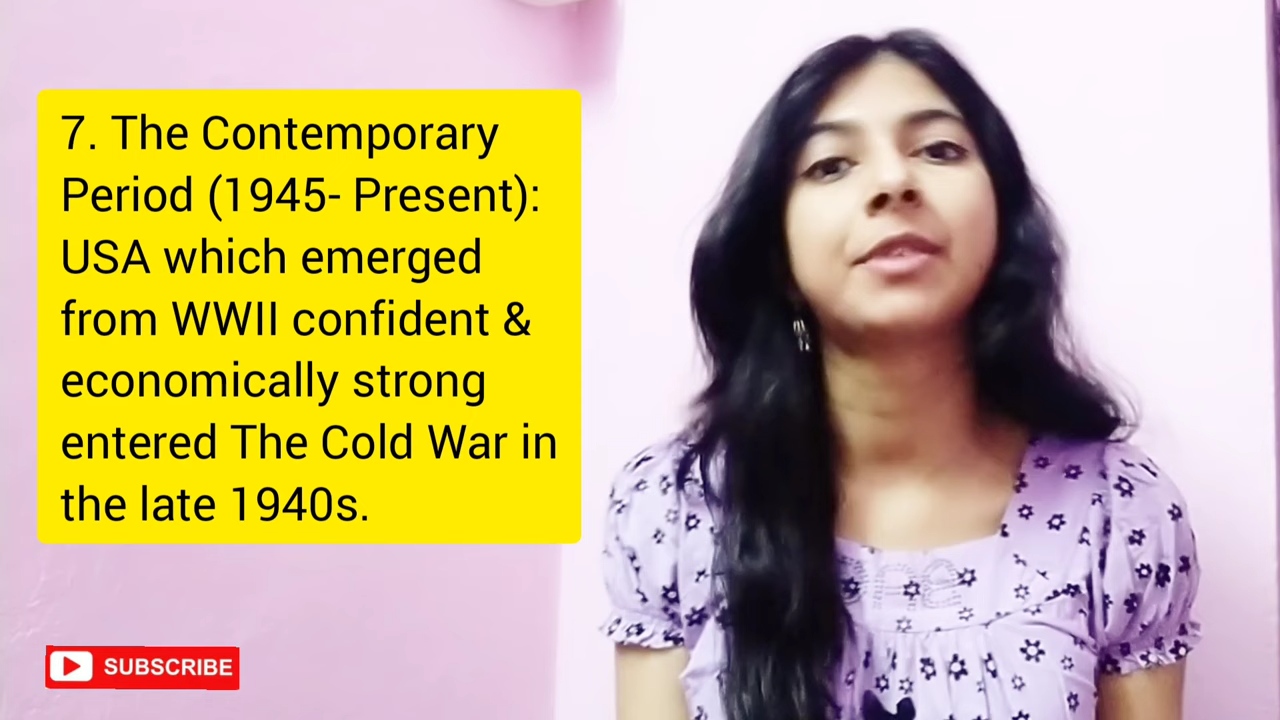 7. The Contemporary
Period (1945- Present):
USA which emerged
from WWII confident &
economically strong
entered The Cold War in
the late 1940s.
SUBSCRIBE